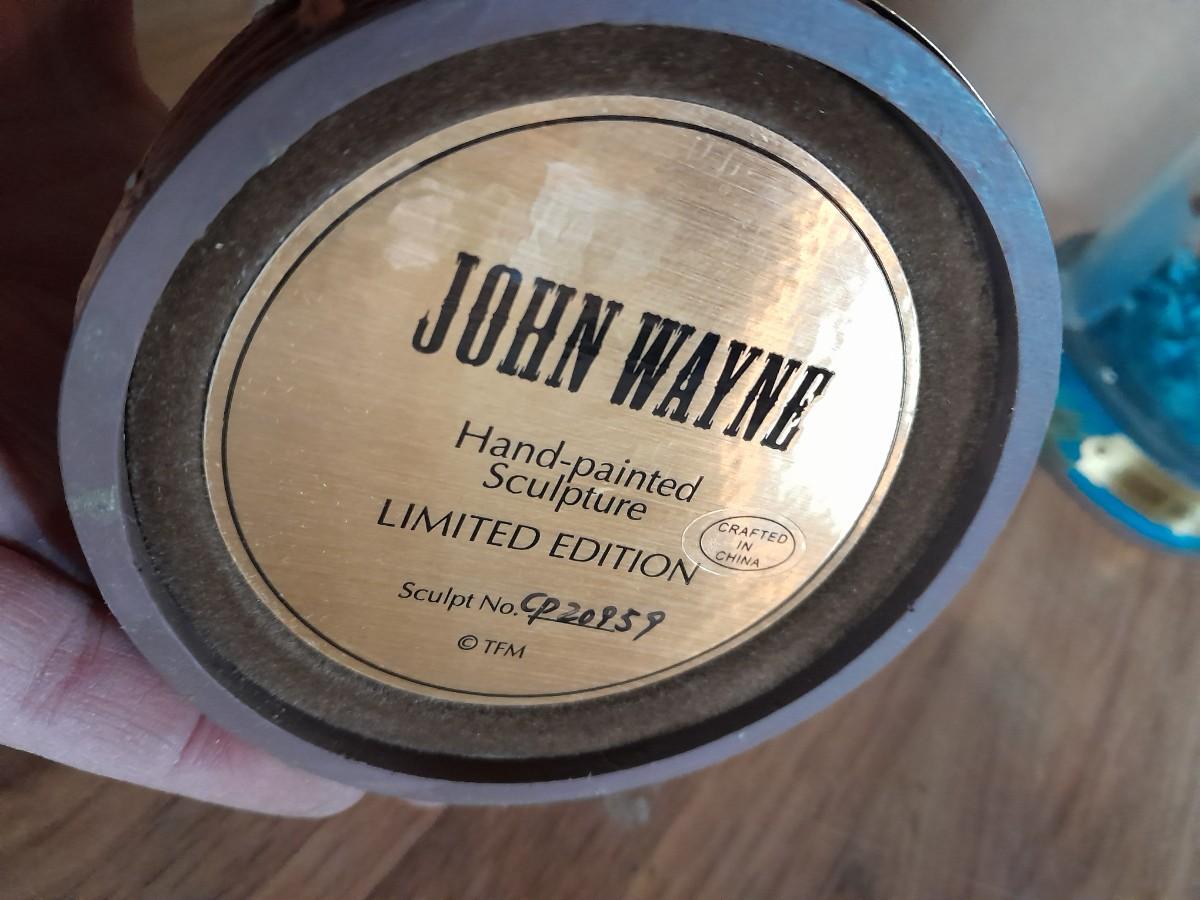 JOHN WAYNE
Hand-painted
Sculpture
LIMITED EDITION
CRAFTED
IN
CHINA
Sculpt No. CP20959
© TFM